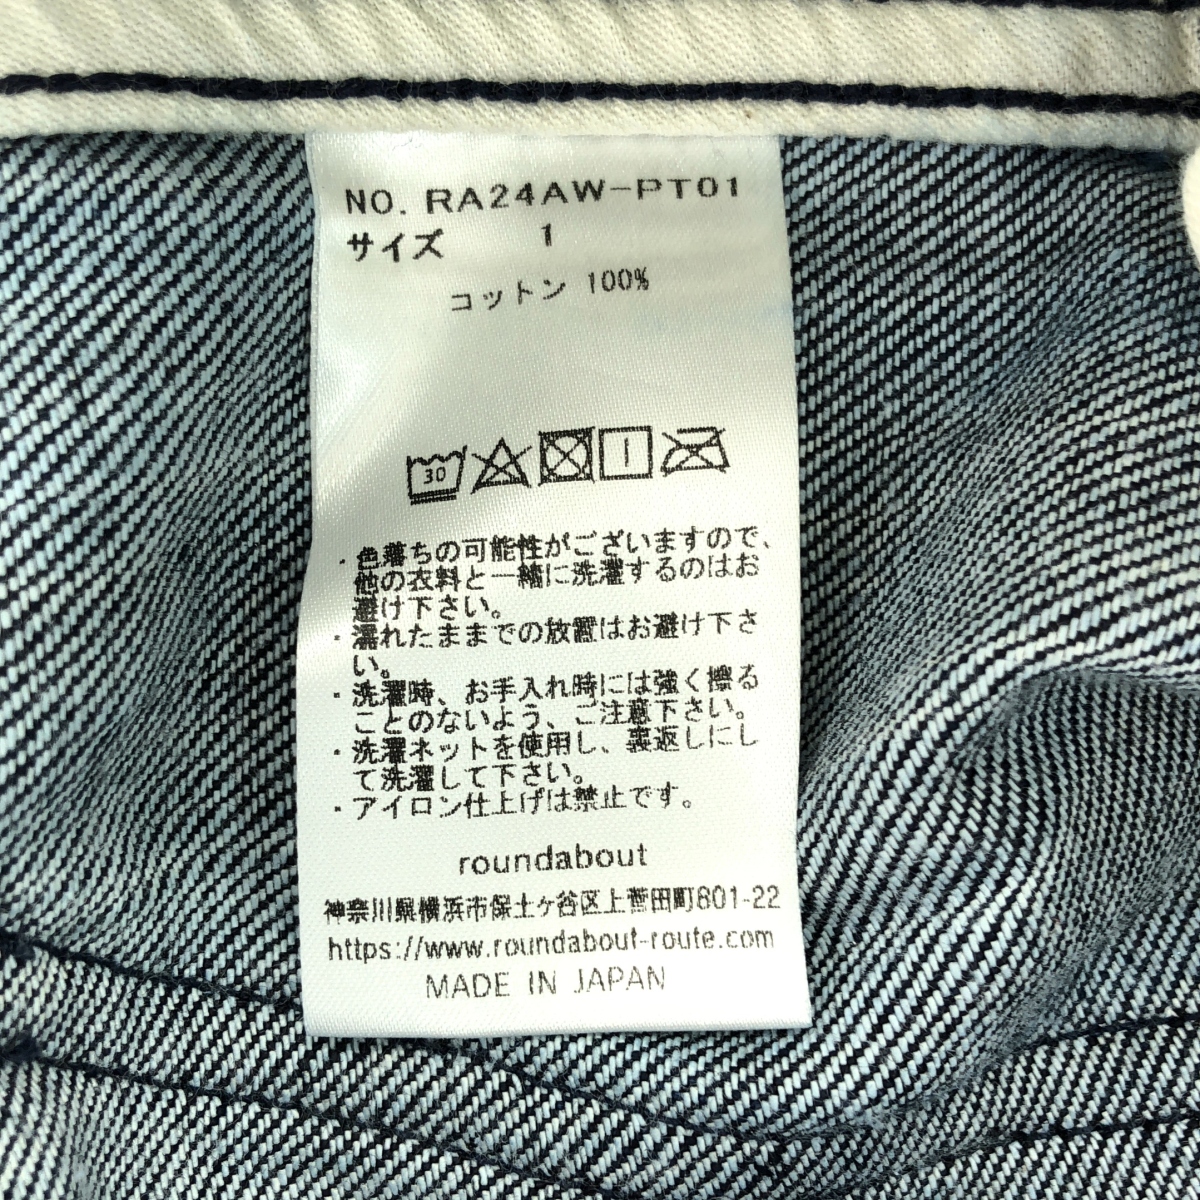 NO. RA24AW-PT01
サイズ 1
コットン 100%
30
・色落ちの可能性がございますので、
他の衣料と一緒に洗濯するのはお
避け下さい。
・濡れたままでの放置はお避け下さ
い。
・洗濯時、お手入れ時には強く擦る
ことのないよう、ご注意下さい。
・洗濯ネットを使用し、裏返しにし
て洗濯して下さい。
・アイロン仕上げは禁止です。
roundabout
神奈川県横浜市保土ヶ谷区上菅田町801-22
https://www.roundabout-route.com
MADE IN JAPAN